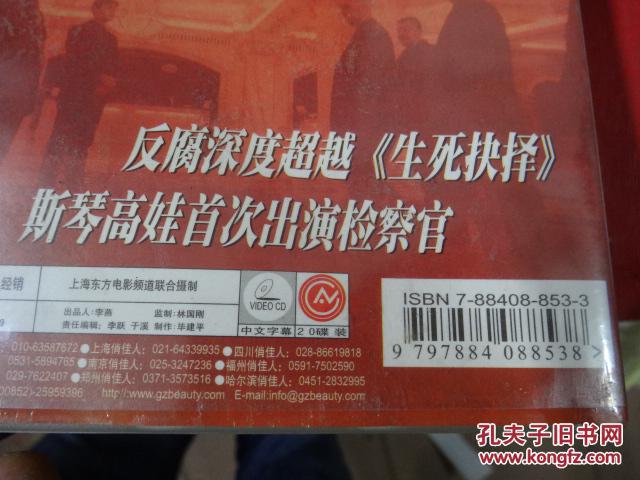 反腐深度超越《生死抉择》
斯琴高娃首次出演检察官
经销
上海东方电影频道联合摄制
出品人:李燕 监制:林国刚
责任编辑:李跃 于溪 制作:毕建平
VIDEO CD
中文字幕 20碟装
ISBN 7-88408-853-3
9 797884 088538 >
010-63587672 ●上海俏佳人:021-64339935 ●四川俏佳人:028-86619818
0531-5894765 ●南京俏佳人:025-3247236 ●福州俏佳人:0591-7502590
029-7622407 ●郑州俏佳人:0371-3573516 ●哈尔滨俏佳人:0451-2832995
(00852)-25959396 http://www.gzbeauty.com E-mail:info@gzbeauty.com
孔夫子旧书网
www.kongfz.com